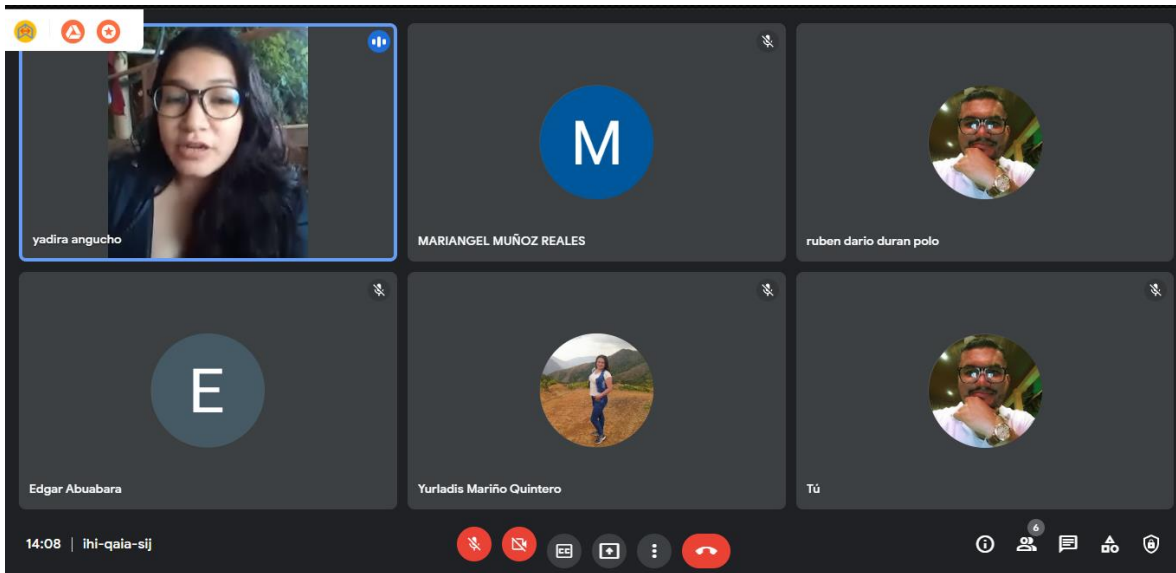 yadira angucho
M
MARIANGEL MUÑOZ REALES
ruben dario duran polo
E
Edgar Abuabara
Yurladis Mariño Quintero
Tú
14:08 | ihi-qaia-sij
CC
6